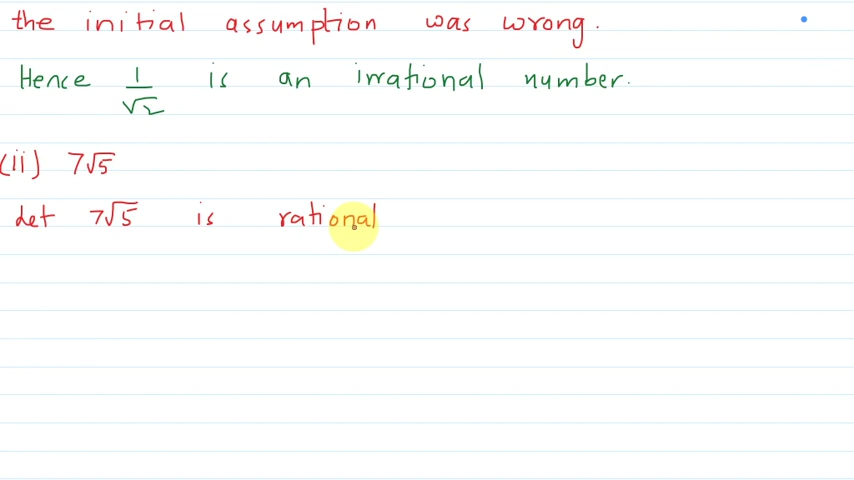 the initial assumption was wrong.
Hence 1/√2 is an irrational number.
(ii) 7√5
Let 7√5 is rational